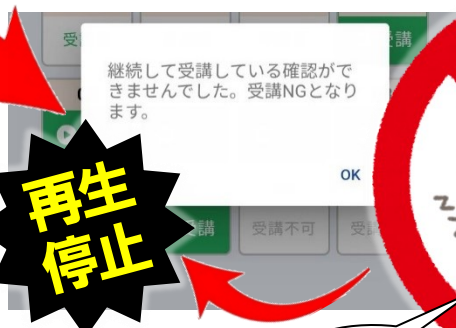 受
講
継続して受講している確認がで
きませんでした。受講NGとなり
ます。
OK
再生
停止
講
受講不可
受